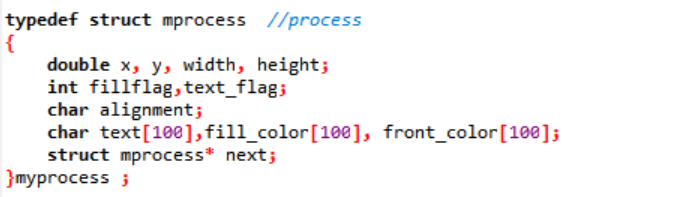 typedef struct mprocess  //process
{
    double x, y, width, height;
    int fillflag,text_flag;
    char alignment;
    char text[100],fill_color[100], front_color[100];
    struct mprocess* next;
}myprocess ;